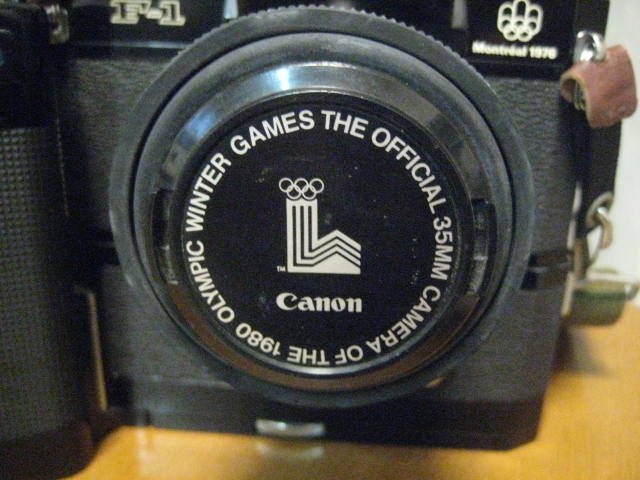 F-1
Montréal 1976
THE OFFICIAL 35MM CAMERA OF THE 1980 OLYMPIC WINTER GAMES
TM
Canon